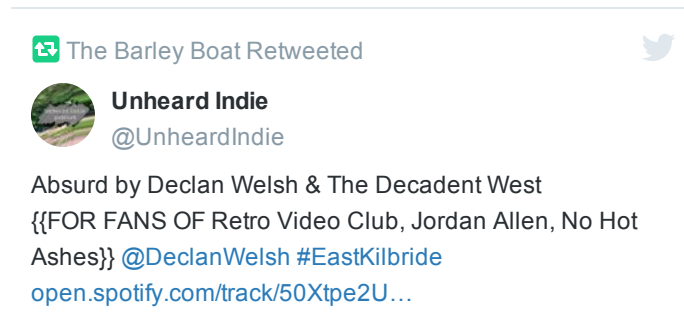 The Barley Boat Retweeted
Unheard Indie
@UnheardIndie
Absurd by Declan Welsh & The Decadent West
{{FOR FANS OF Retro Video Club, Jordan Allen, No Hot
Ashes}} @DeclanWelsh #EastKilbride
open.spotify.com/track/50Xtpe2U…